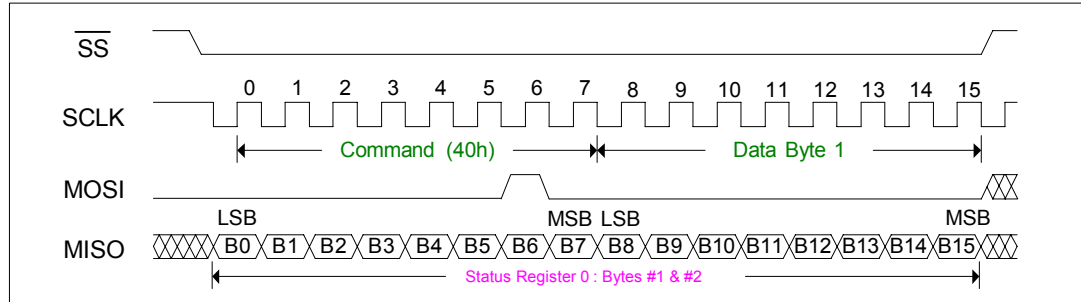 SS
0 1 2 3 4 5 6 7 8 9 10 11 12 13 14 15
SCLK
Command (40h) Data Byte 1
MOSI
LSB MSB LSB MSB
MISO B0 B1 B2 B3 B4 B5 B6 B7 B8 B9 B10 B11 B12 B13 B14 B15
Status Register 0 : Bytes #1 & #2